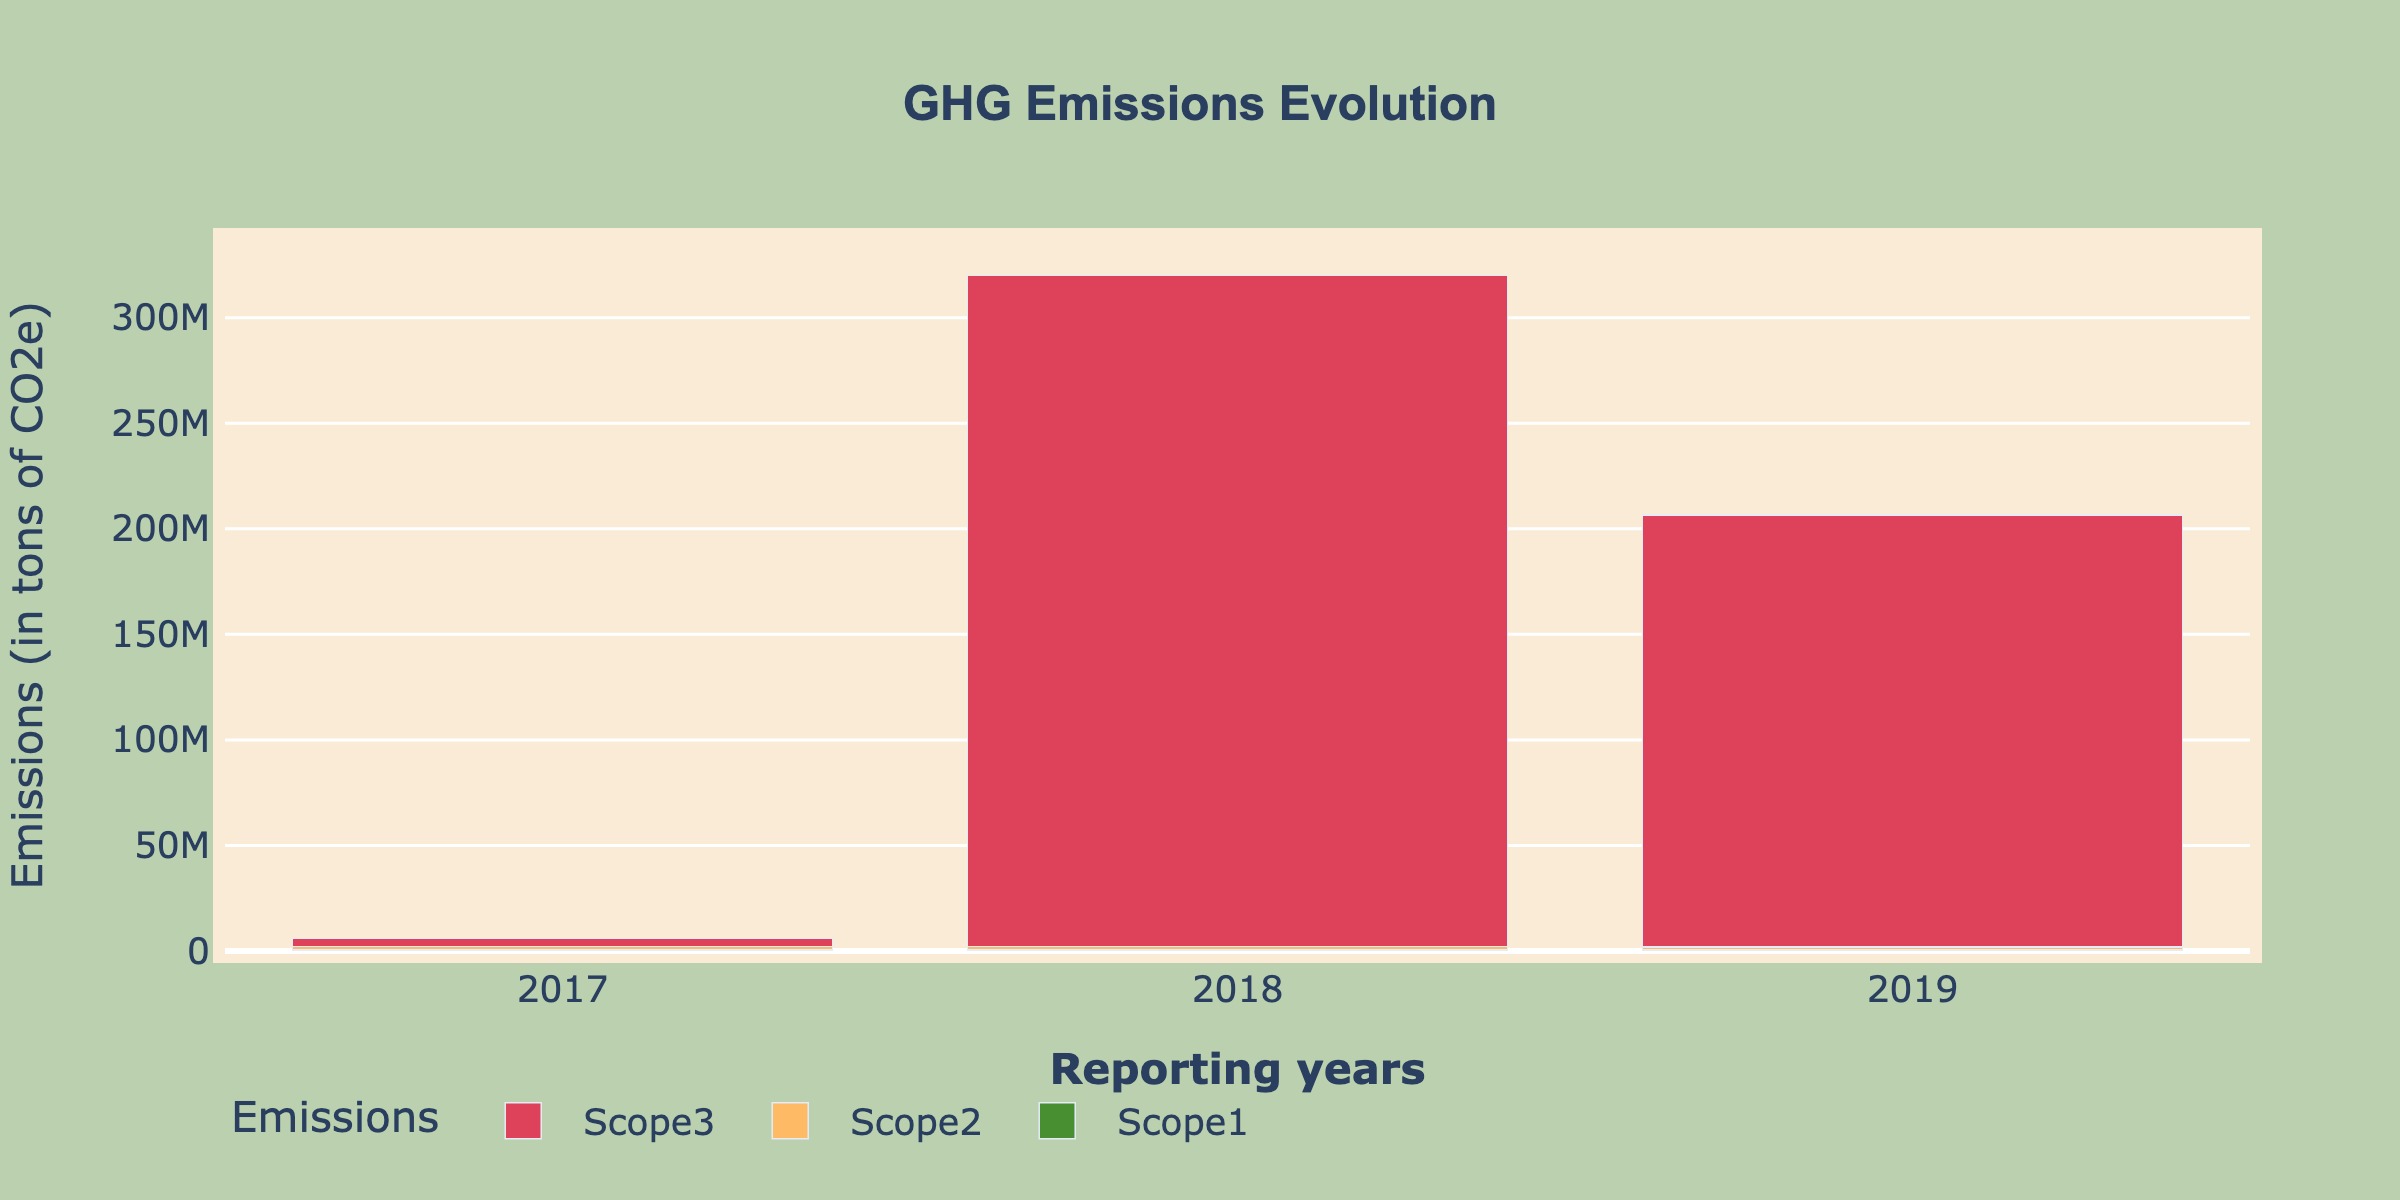 GHG Emissions Evolution
Emissions (in tons of CO2e)
300M
250M
200M
150M
100M
50M
0
2017 2018 2019
Reporting years
Emissions Scope3 Scope2 Scope1